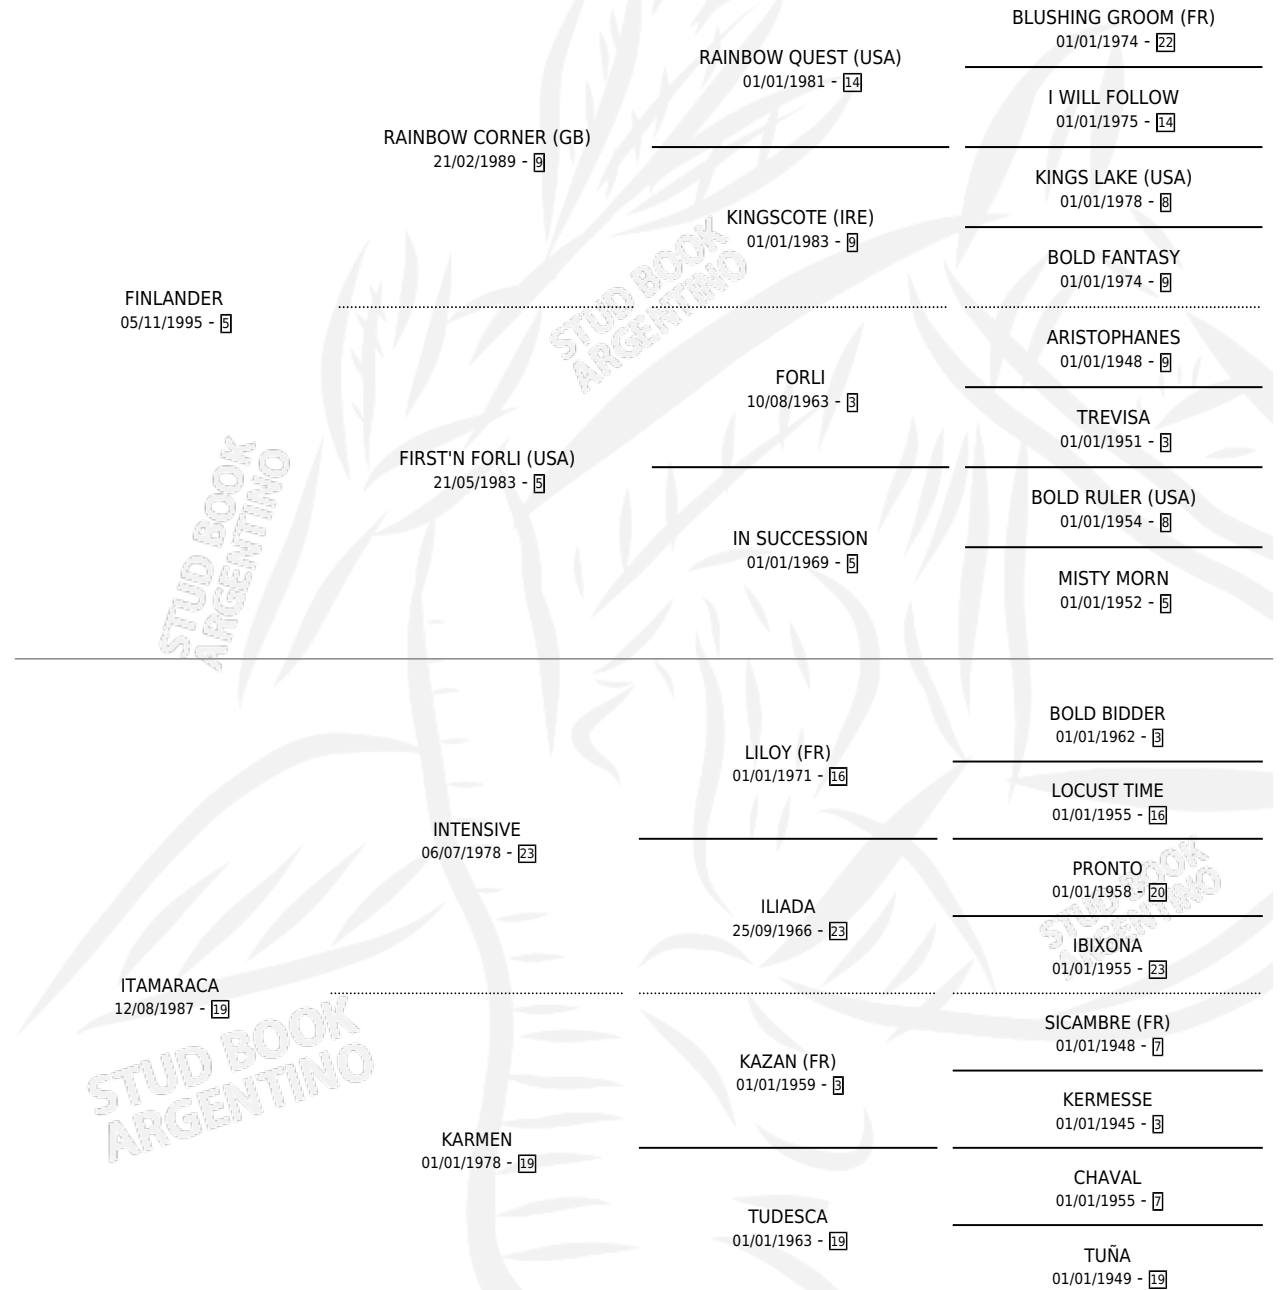 BLUSHING GROOM (FR)
01/01/1974 - 22
RAINBOW QUEST (USA)
01/01/1981 - 14
I WILL FOLLOW
01/01/1975 - 14
RAINBOW CORNER (GB)
21/02/1989 - 9
KINGS LAKE (USA)
01/01/1978 - 8
KINGSCOTE (IRE)
01/01/1983 - 9
BOLD FANTASY
01/01/1974 - 9
FINLANDER
05/11/1995 - 5
ARISTOPHANES
01/01/1948 - 9
FORLI
10/08/1963 - 3
TREVISA
01/01/1951 - 3
FIRST'N FORLI (USA)
21/05/1983 - 5
BOLD RULER (USA)
01/01/1954 - 8
IN SUCCESSION
01/01/1969 - 5
MISTY MORN
01/01/1952 - 5
BOLD BIDDER
01/01/1962 - 3
LILOY (FR)
01/01/1971 - 16
LOCUST TIME
01/01/1955 - 16
INTENSIVE
06/07/1978 - 23
PRONTO
01/01/1958 - 20
ILIADA
25/09/1966 - 23
IBIXONA
01/01/1955 - 23
ITAMARACA
12/08/1987 - 19
SICAMBRE (FR)
01/01/1948 - 7
KAZAN (FR)
01/01/1959 - 3
KERMESSE
01/01/1945 - 3
KARMEN
01/01/1978 - 19
CHAVAL
01/01/1955 - 7
TUDESCA
01/01/1963 - 19
TUÑA
01/01/1949 - 19
STUD BOOK
ARGENTINO
STUD BOOK
ARGENTINO
STUD BOOK
ARGENTINO
STUD BOOK
ARGENTINO